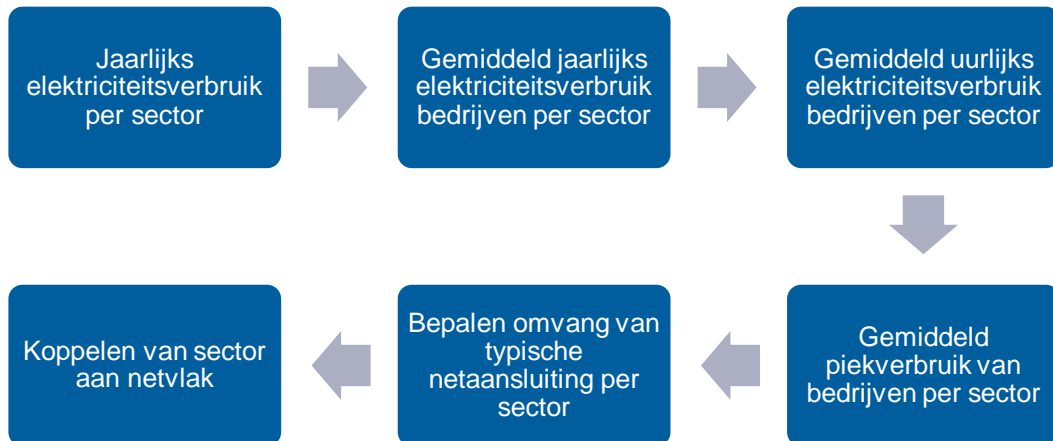 Jaarlijks
elektriciteitsverbruik
per sector
Gemiddeld jaarlijks
elektriciteitsverbruik
bedrijven per sector
Gemiddeld uurlijks
elektriciteitsverbruik
bedrijven per sector
Gemiddeld
piekverbruik van
bedrijven per sector
Bepalen omvang van
typische
netaansluiting per
sector
Koppelen van sector
aan netvlak